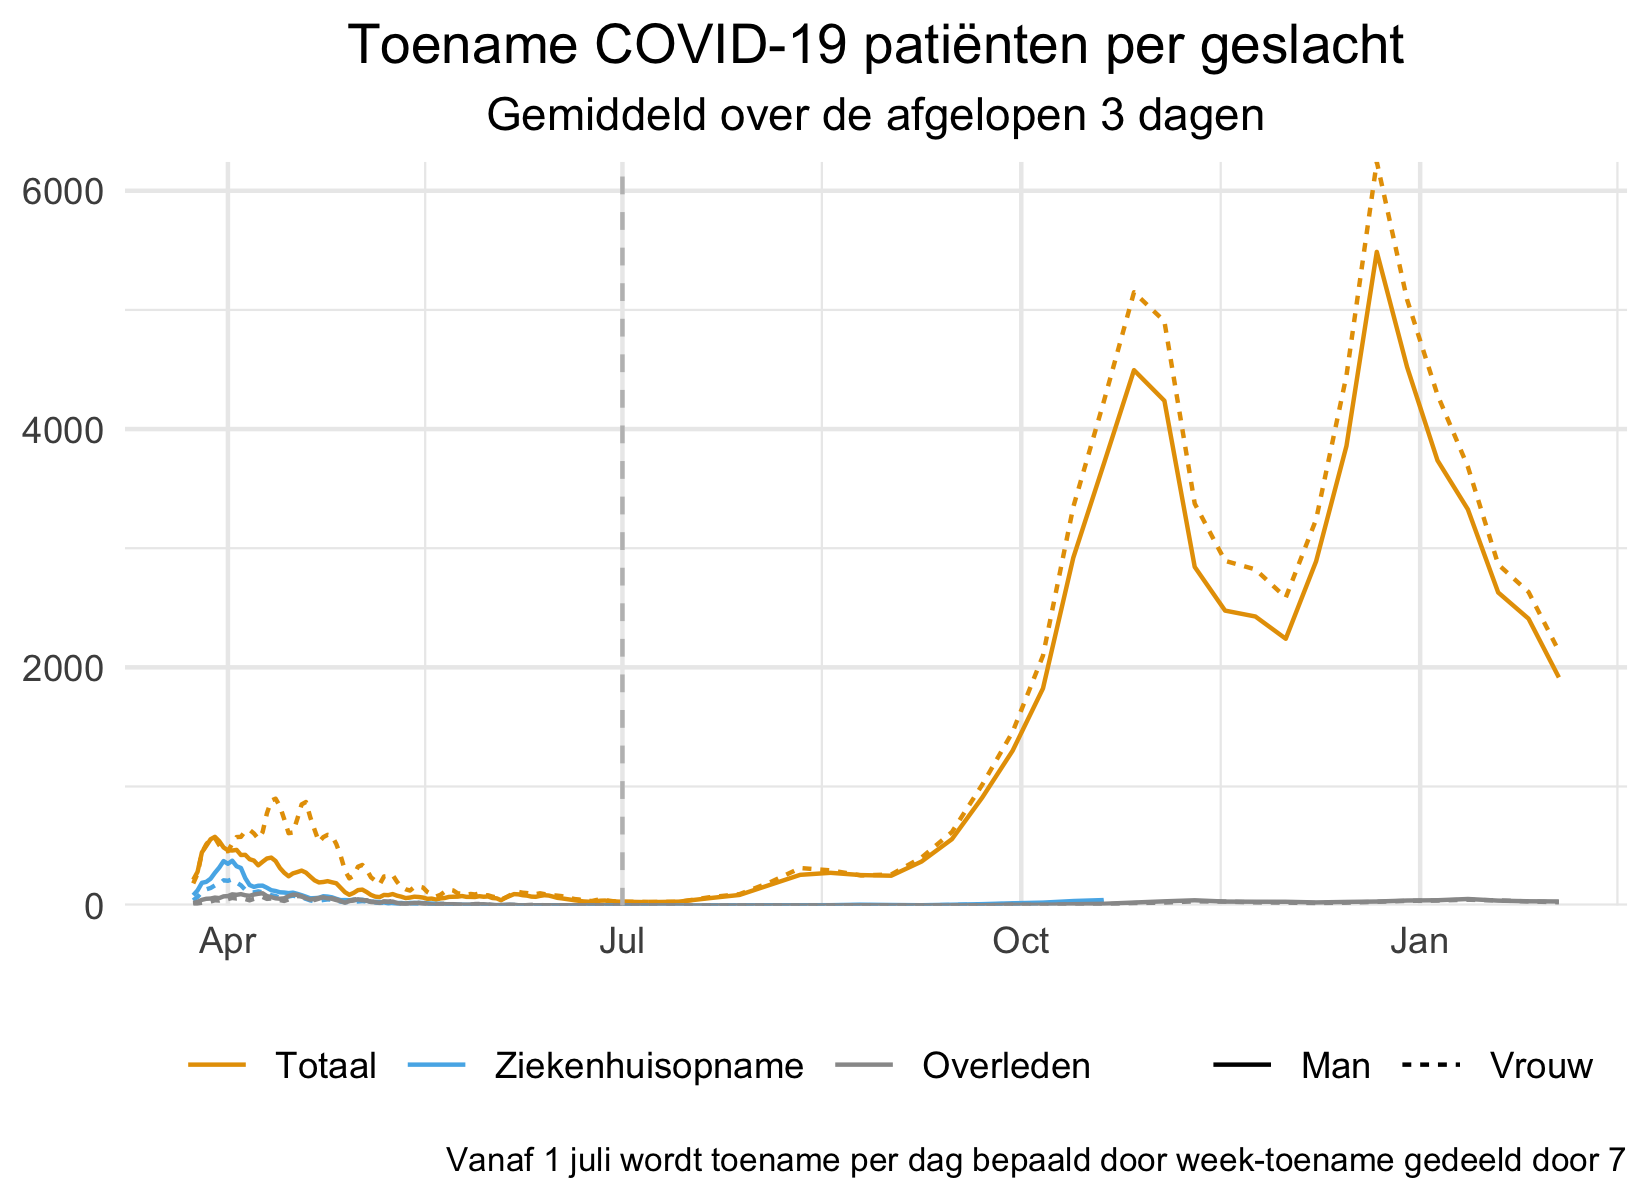 Toename COVID-19 patiënten per geslacht
Gemiddeld over de afgelopen 3 dagen
6000
4000
2000
0
Apr Jul Oct Jan
Totaal Ziekenhuisopname Overleden Man Vrouw
Vanaf 1 juli wordt toename per dag bepaald door week-toename gedeeld door 7